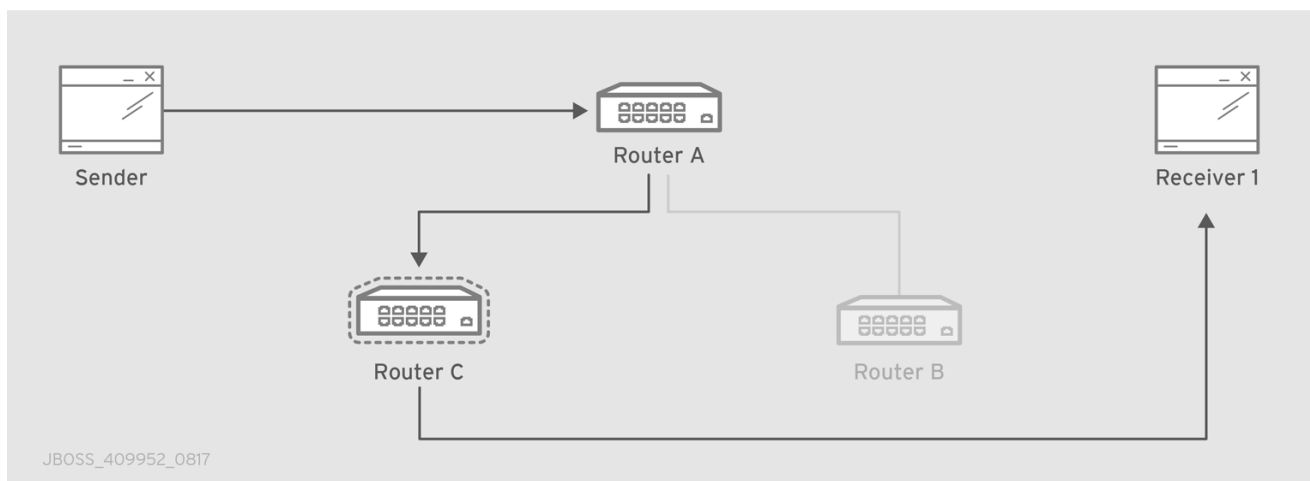 Sender
Router A
Receiver 1
Router C
Router B
JBOSS_409952_0817